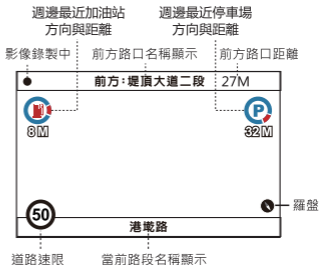 週邊最近加油站
方向與距離
週邊最近停車場
方向與距離
影像錄製中
前方路口名稱顯示
前方路口距離
前方:堤頂大道二段 27M
P
8M
32M
羅盤
50
港墘路
道路速限
當前路段名稱顯示